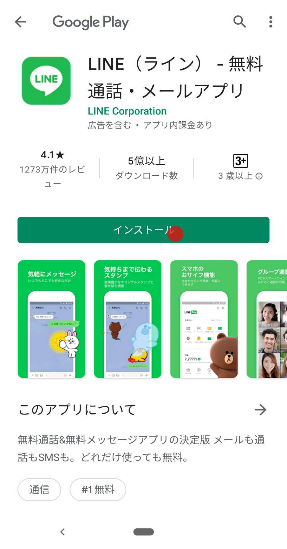 Google Play
LINE
LINE（ライン） - 無料
通話・メールアプリ
LINE Corporation
広告を含む・アプリ内課金あり
4.1★
1273万件のレビ
ュー
5億以上
ダウンロード数
3+
3 歳以上
インストール
気軽にメッセージ
気持ちまで伝わる
スタンプ
スマホの
おサイフ機能
グループ通話
LINE Pay
このアプリについて
無料通話&無料メッセージアプリの決定版 メールも通
話もSMSも。どれだけ使っても無料。
通信
#1 無料